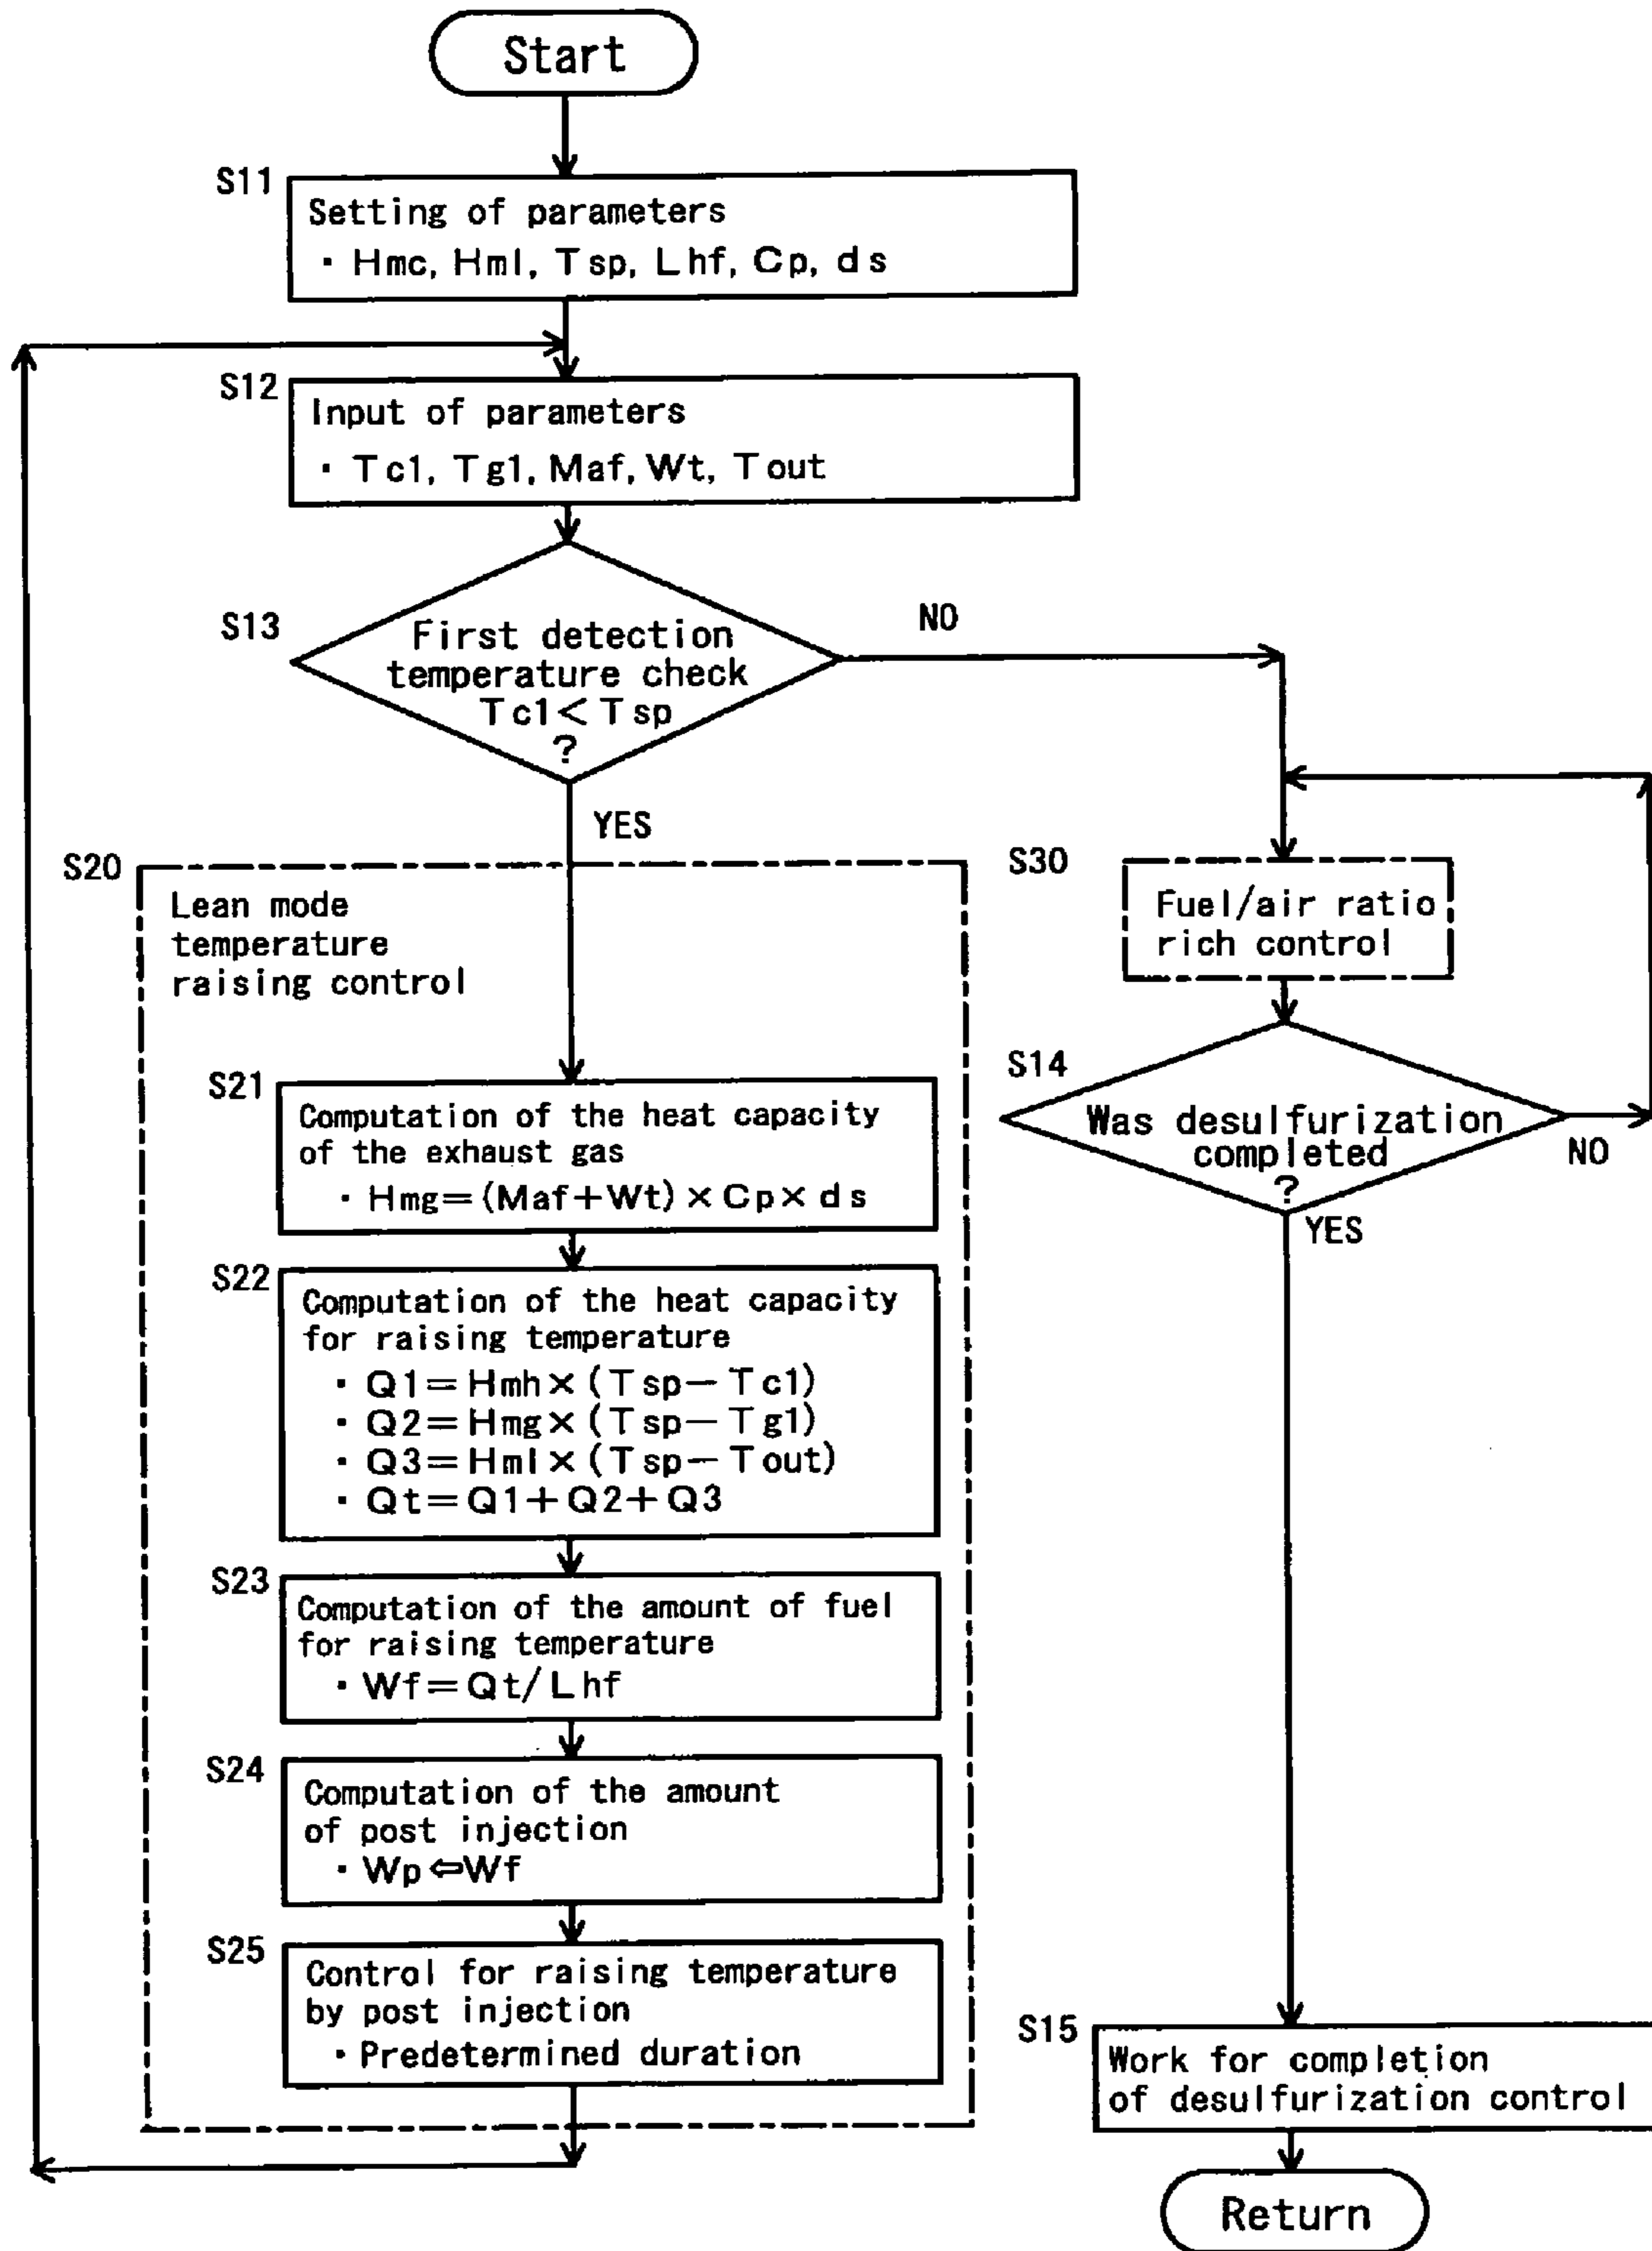 Start
S11
Setting of parameters
・Hmc, Hml, Tsp, Lhf, Cp, ds
S12
Input of parameters
・Tc1, Tg1, Maf, Wt, Tout
S13
First detection
temperature check
Tc1<Tsp
?
NO
YES
S20
Lean mode
temperature
raising control
S21
Computation of the heat capacity
of the exhaust gas
・Hmg=(Maf+Wt)×Cp×ds
S22
Computation of the heat capacity
for raising temperature
・Q1=Hmh×(Tsp-Tc1)
・Q2=Hmg×(Tsp-Tg1)
・Q3=Hml×(Tsp-Tout)
・Qt=Q1+Q2+Q3
S23
Computation of the amount of fuel
for raising temperature
・Wf=Qt/Lhf
S24
Computation of the amount
of post injection
・Wp⇔Wf
S25
Control for raising temperature
by post injection
・Predetermined duration
S30
Fuel/air ratio
rich control
S14
Was desulfurization
completed
?
NO
YES
S15
Work for completion
of desulfurization control
Return